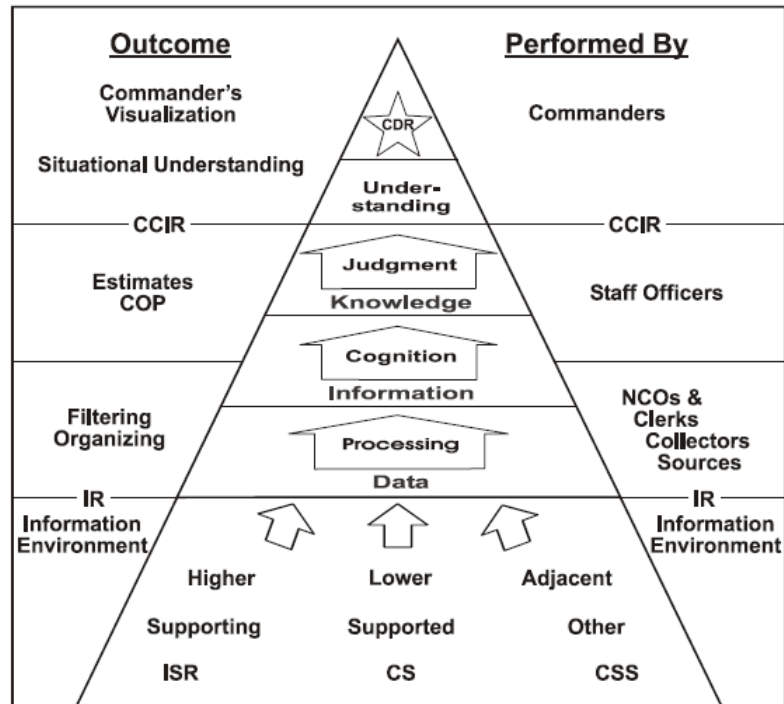 Outcome
Performed By
Commander's
Visualization
Situational Understanding
CDR
Commanders
Under-
standing
CCIR
CCIR
Estimates
COP
Judgment
Knowledge
Staff Officers
Cognition
Information
Filtering
Organizing
Processing
Data
NCOs &
Clerks
Collectors
Sources
IR
IR
Information
Environment
Information
Environment
Higher
Lower
Adjacent
Supporting
Supported
Other
ISR
CS
CSS